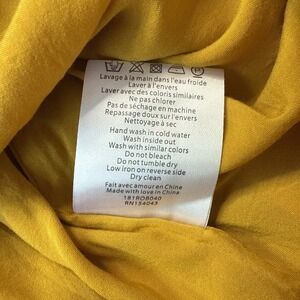 Lavage à la main dans l'eau froide
Laver à l'envers
Laver avec des coloris similaires
Ne pas chlorer
Pas de séchage en machine
Repassage doux sur l'envers
Nettoyage à sec
Hand wash in cold water
Wash inside out
Wash with similar colors
Do not bleach
Do not tumble dry
Low iron on reverse side
Dry clean
Fait avec amour en Chine
Made with love in China
181ROB040
RN154043